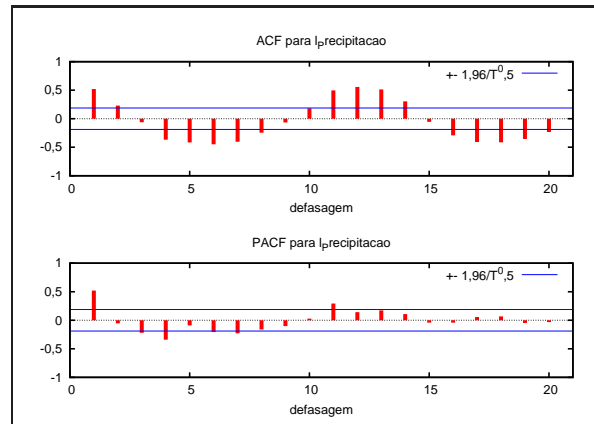 ACF para lPrecipitacao
+- 1,96/T^0,5
1
0,5
0
-0,5
-1
0 5 10 15 20
defasagem
PACF para lPrecipitacao
+- 1,96/T^0,5
1
0,5
0
-0,5
-1
0 5 10 15 20
defasagem